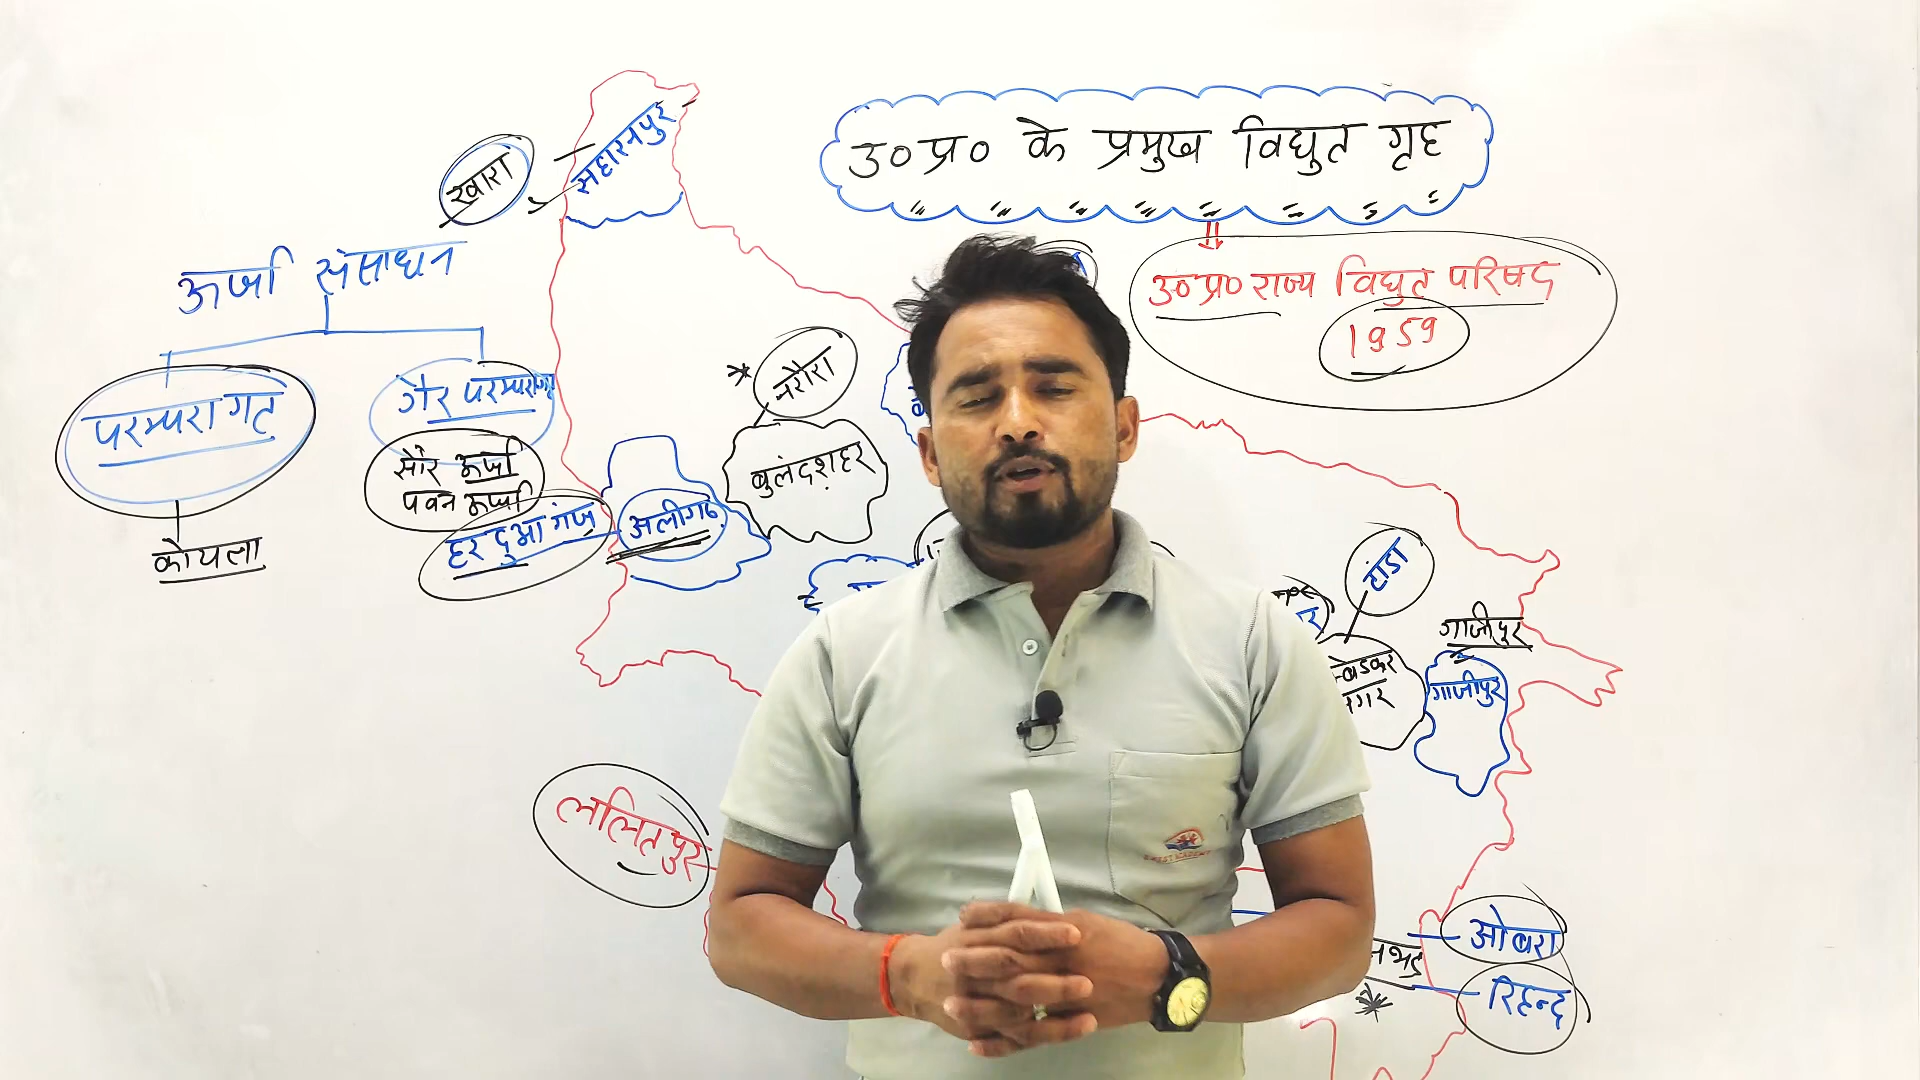 उ०प्र० के प्रमुख विद्युत गृह
उ०प्र० राज्य विद्युत परिषद
1959
सहारनपुर
खारा
ऊर्जा संसाधन
परम्परागत
गैर परम्परागत
सौर ऊर्जा
पवन ऊर्जा
कोयला
नरौरा
बुलंदशहर
हरदुआगंज
अलीगढ़
टांडा
नगर
गाजीपुर
गाजीपुर
ललितपुर
ओबरा
रिहन्द